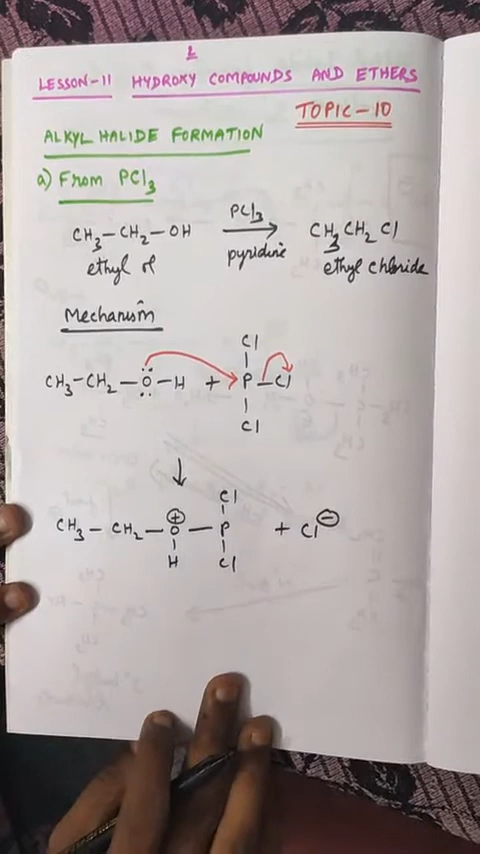 LESSON-11 HYDROXY COMPOUNDS AND ETHERS
TOPIC-10
ALKYL HALIDE FORMATION
a) From PCl3
CH3-CH2-OH PCl3 CH3CH2Cl
ethyl ol pyridine ethyl chloride
Mechanism
Cl
CH3-CH2-O-H + P-Cl
Cl
Cl
CH3-CH2-O-P + Cl⊖
⊕
H Cl